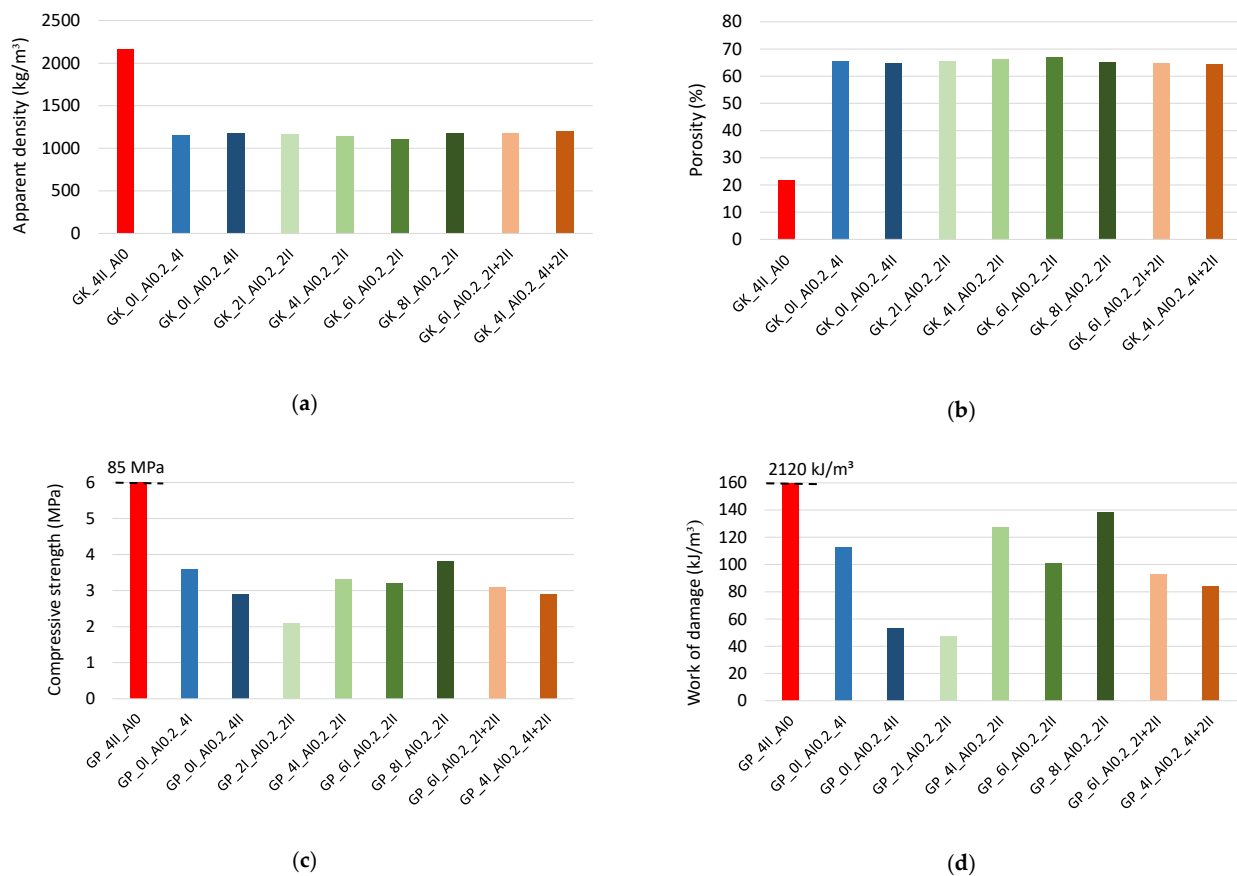 2500
2000
1500
1000
500
0
Apparent density (kg/m³)
GK_4II_Al0
GK_0I_Al0.2_4I
GK_0I_Al0.2_4II
GK_2I_Al0.2_2II
GK_4I_Al0.2_2II
GK_6I_Al0.2_2II
GK_8I_Al0.2_2II
GK_6I_Al0.2_2I+2II
GK_4I_Al0.2_4I+2II
(a)
80
70
60
50
40
30
20
10
0
Porosity (%)
GK_4II_Al0
GK_0I_Al0.2_4I
GK_0I_Al0.2_4II
GK_2I_Al0.2_2II
GK_4I_Al0.2_2II
GK_6I_Al0.2_2II
GK_8I_Al0.2_2II
GK_6I_Al0.2_2I+2II
GK_4I_Al0.2_4I+2II
(b)
85 MPa
6
5
4
3
2
1
0
Compressive strength (MPa)
GP_4II_Al0
GP_0I_Al0.2_4I
GP_0I_Al0.2_4II
GP_2I_Al0.2_2II
GP_4I_Al0.2_2II
GP_6I_Al0.2_2II
GP_8I_Al0.2_2II
GP_6I_Al0.2_2I+2II
GP_4I_Al0.2_4I+2II
(c)
2120 kJ/m³
160
140
120
100
80
60
40
20
0
Work of damage (kJ/m³)
GP_4II_Al0
GP_0I_Al0.2_4I
GP_0I_Al0.2_4II
GP_2I_Al0.2_2II
GP_4I_Al0.2_2II
GP_6I_Al0.2_2II
GP_8I_Al0.2_2II
GP_6I_Al0.2_2I+2II
GP_4I_Al0.2_4I+2II
(d)